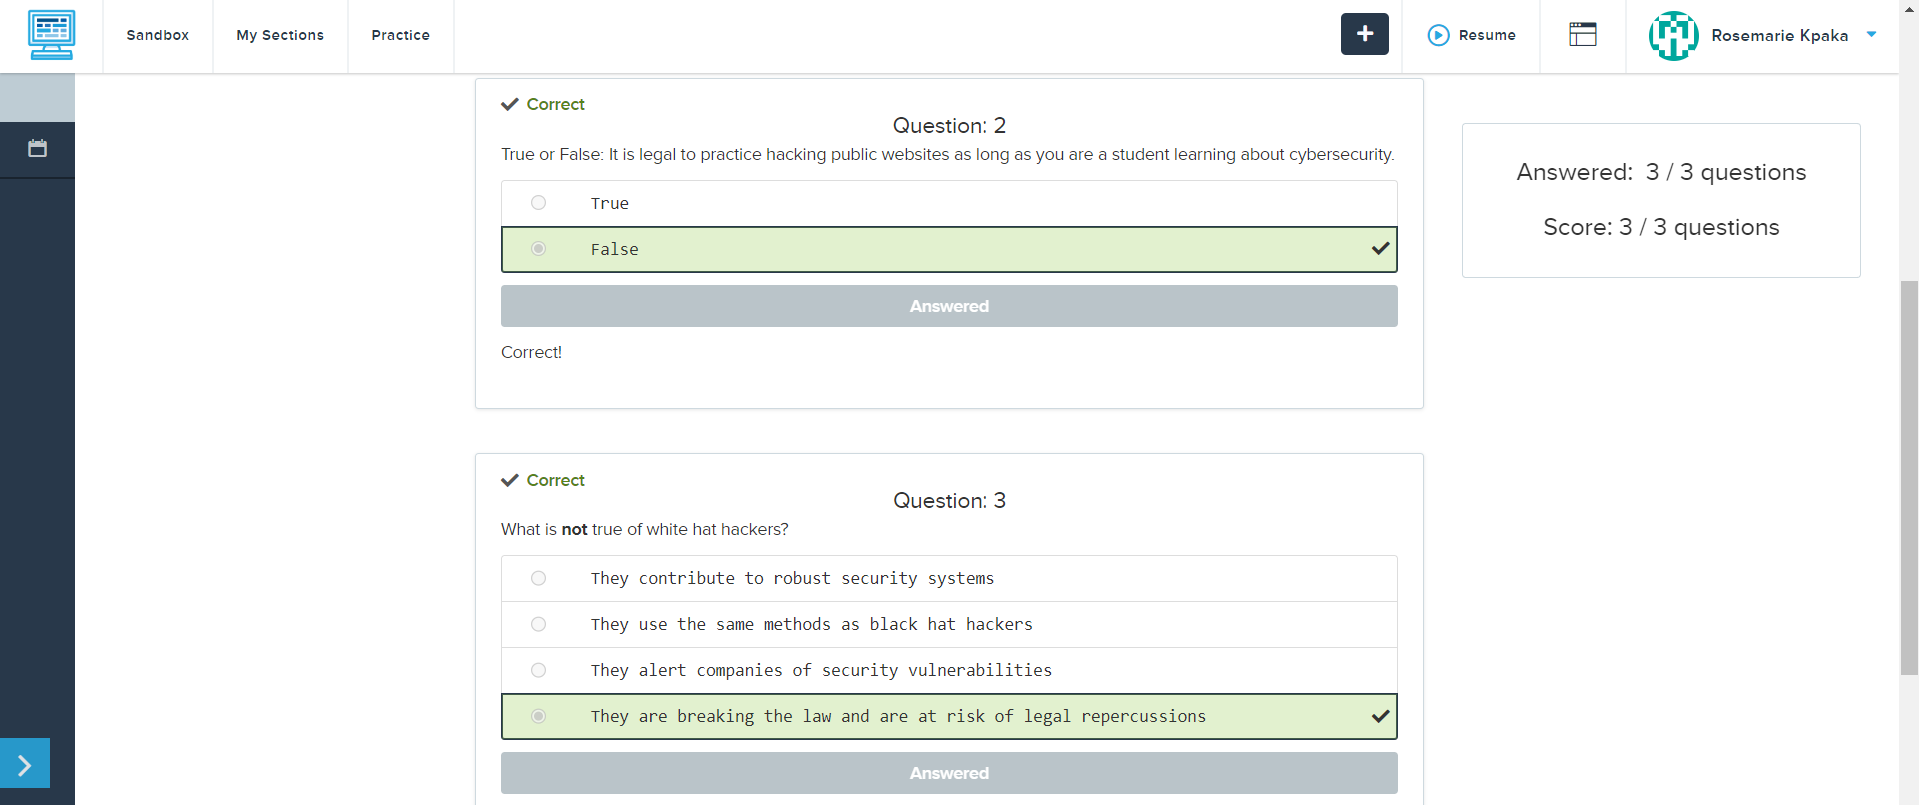 Sandbox
My Sections
Practice
+
Resume
Rosemarie Kpaka
Correct
Question: 2
True or False: It is legal to practice hacking public websites as long as you are a student learning about cybersecurity.
True
False
Answered
Correct!
Answered: 3 / 3 questions
Score: 3 / 3 questions
Correct
Question: 3
What is not true of white hat hackers?
They contribute to robust security systems
They use the same methods as black hat hackers
They alert companies of security vulnerabilities
They are breaking the law and are at risk of legal repercussions
Answered